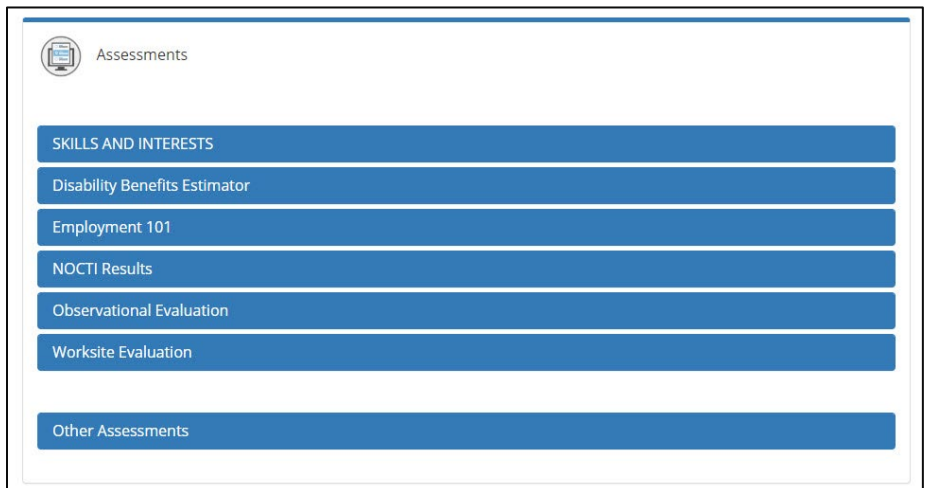 Assessments
SKILLS AND INTERESTS
Disability Benefits Estimator
Employment 101
NOCTI Results
Observational Evaluation
Worksite Evaluation
Other Assessments